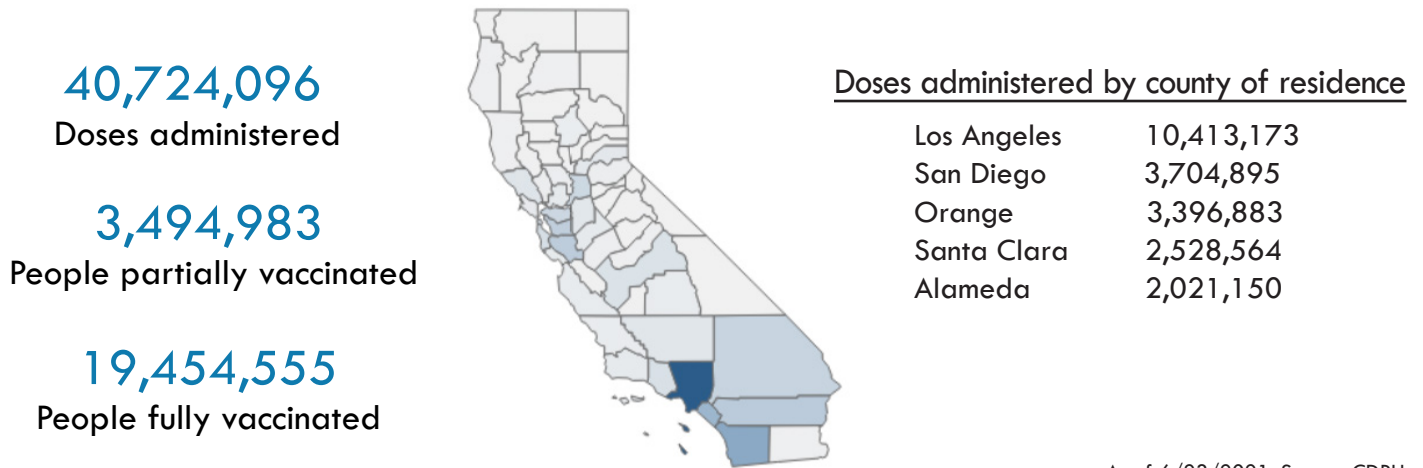 40,724,096
Doses administered
3,494,983
People partially vaccinated
19,454,555
People fully vaccinated
Doses administered by county of residence
Los Angeles 10,413,173
San Diego 3,704,895
Orange 3,396,883
Santa Clara 2,528,564
Alameda 2,021,150